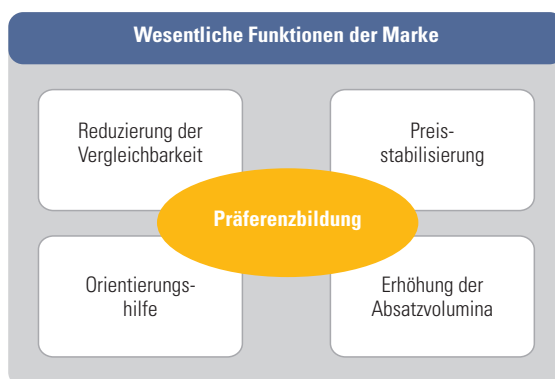 Wesentliche Funktionen der Marke
Reduzierung der
Vergleichbarkeit
Preis-
stabilisierung
Präferenzbildung
Orientierungs-
hilfe
Erhöhung der
Absatzvolumina